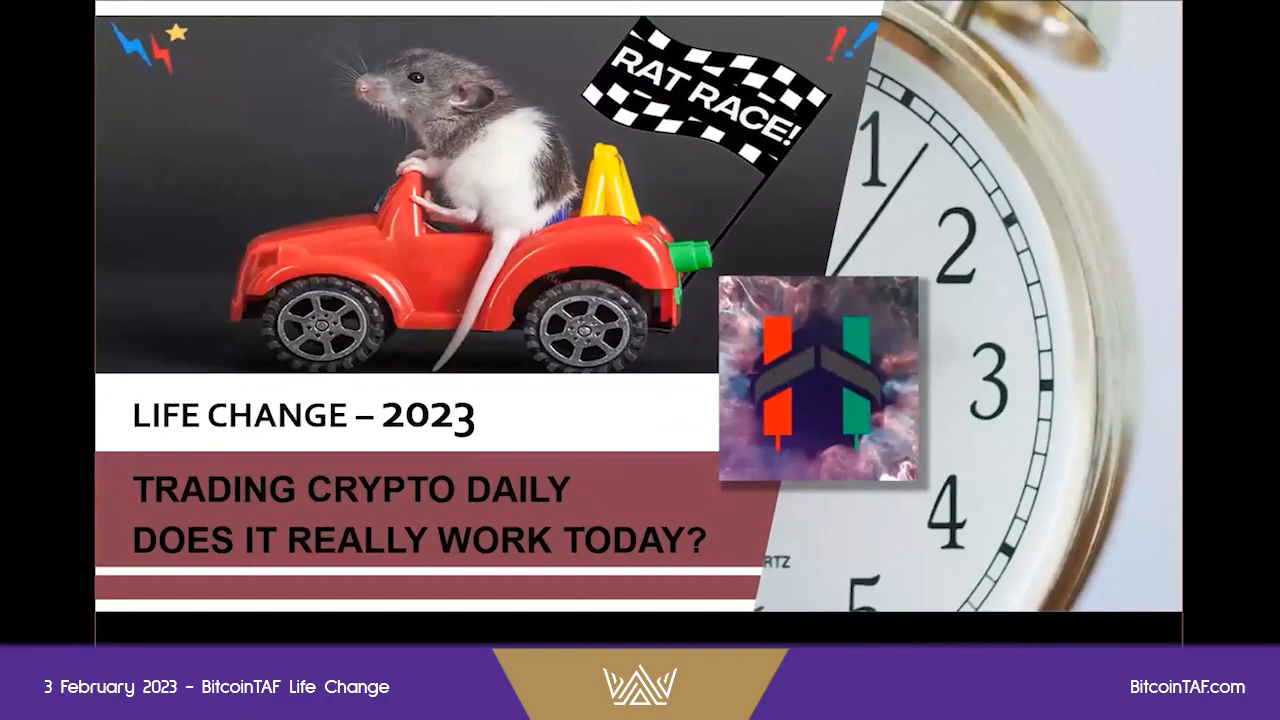 RAT RACE!
1
2
3
4
5
RTZ
LIFE CHANGE – 2023
TRADING CRYPTO DAILY
DOES IT REALLY WORK TODAY?
3 February 2023 - BitcoinTAF Life Change
BitcoinTAF.com